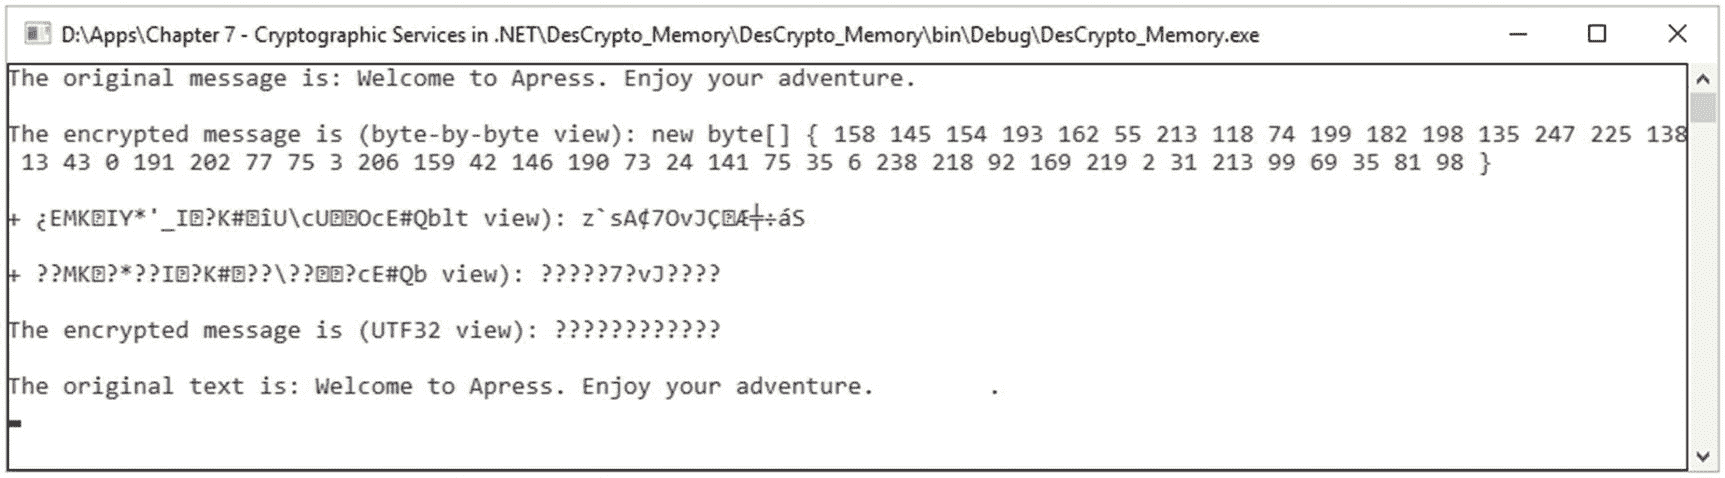 D:\Apps\Chapter 7 - Cryptographic Services in .NET\DesCrypto_Memory\DesCrypto_Memory\bin\Debug\DesCrypto_Memory.exe
The original message is: Welcome to Apress. Enjoy your adventure.
The encrypted message is (byte-by-byte view): new byte[] { 158 145 154 193 162 55 213 118 74 199 182 198 135 247 225 138
13 43 0 191 202 77 75 3 206 159 42 146 190 73 24 141 75 35 6 238 218 92 169 219 2 31 213 99 69 35 81 98 }
+ ¿EMK⍰IY*'_I⍰?K#⍰îU\cU⍰⍰OcE#Qblt view): z`sA¢7OvJÇ⍰Æ╪÷áS
+ ??MK⍰?*??I⍰?K#⍰??\??⍰⍰?cE#Qb view): ?????7?vJ????
The encrypted message is (UTF32 view): ????????????
The original text is: Welcome to Apress. Enjoy your adventure. .